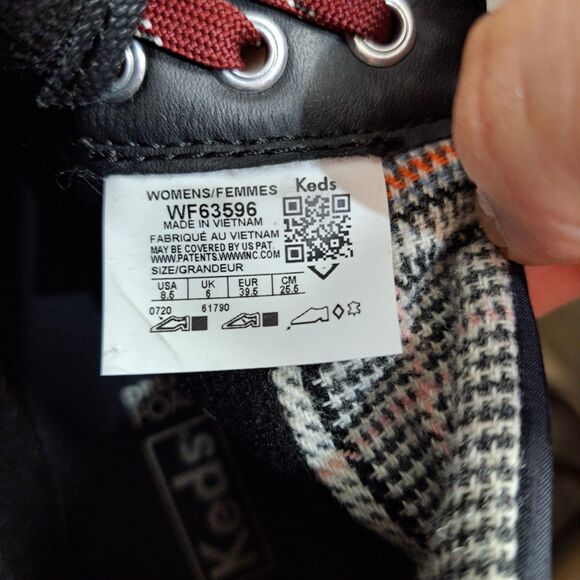 WOMENS/FEMMES Keds
WF63596
MADE IN VIETNAM
FABRIQUÉ AU VIETNAM
MAY BE COVERED BY US PAT.
WWW.PATENTS.WWWINC.COM
SIZE/GRANDEUR
USA UK EUR CM
8.5 6 39.5 25.5
0720 61790
Keds